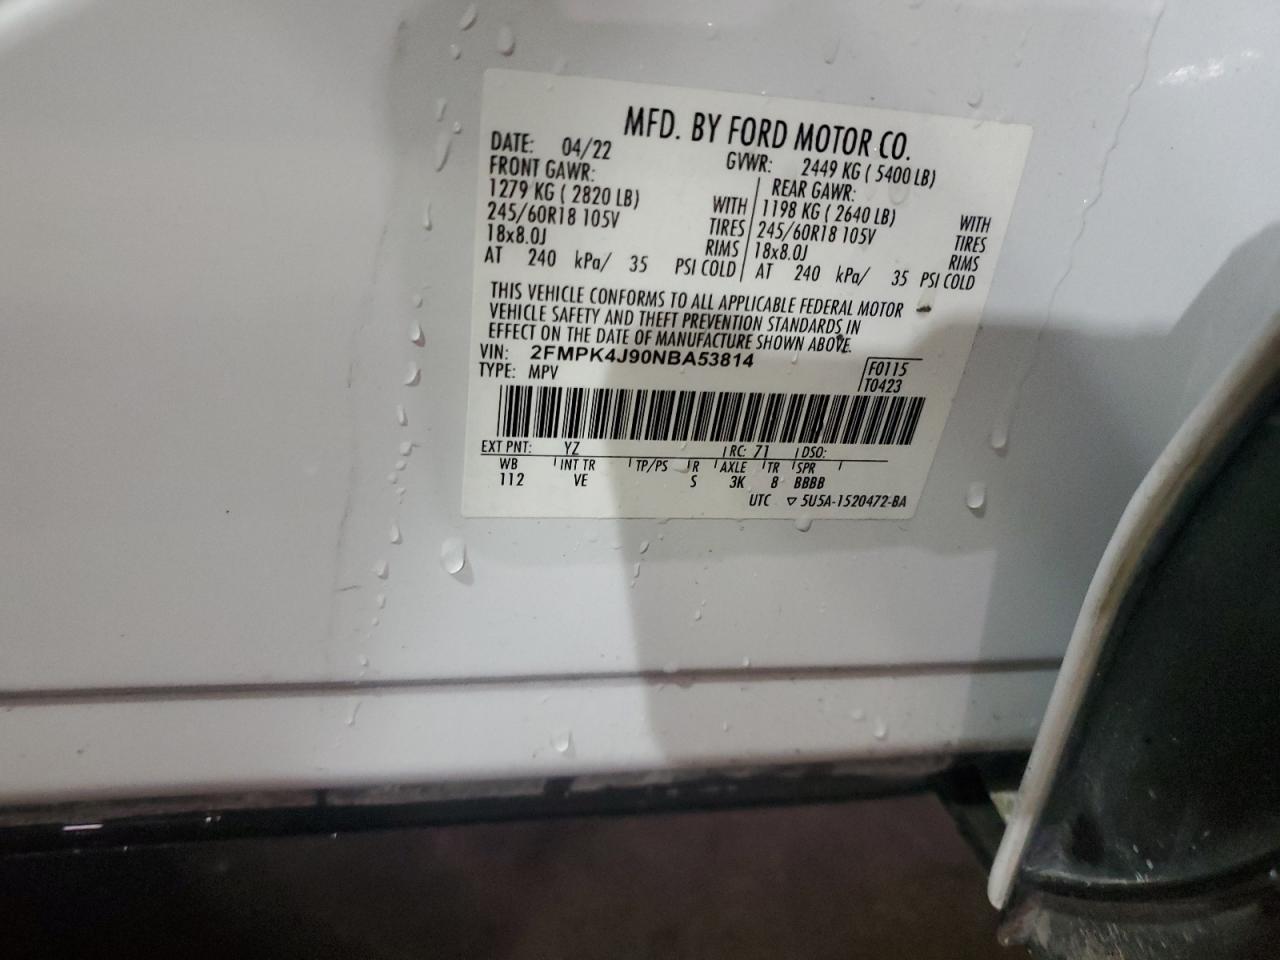 MFD. BY FORD MOTOR CO.
DATE: 04/22 GVWR: 2449 KG ( 5400 LB)
FRONT GAWR: REAR GAWR:
1279 KG ( 2820 LB) WITH 1198 KG ( 2640 LB) WITH
245/60R18 105V TIRES 245/60R18 105V TIRES
18x8.0J RIMS 18x8.0J RIMS
AT 240 kPa/ 35 PSI COLD AT 240 kPa/ 35 PSI COLD
THIS VEHICLE CONFORMS TO ALL APPLICABLE FEDERAL MOTOR
VEHICLE SAFETY AND THEFT PREVENTION STANDARDS IN
EFFECT ON THE DATE OF MANUFACTURE SHOWN ABOVE.
VIN: 2FMPK4J90NBA53814
TYPE: MPV F0115
T0423
EXT PNT: YZ RC: 71 DSO:
WB INT TR TP/PS R AXLE TR SPR
112 VE S 3K 8 BBBB
UTC ▽ 5U5A-1520472-BA